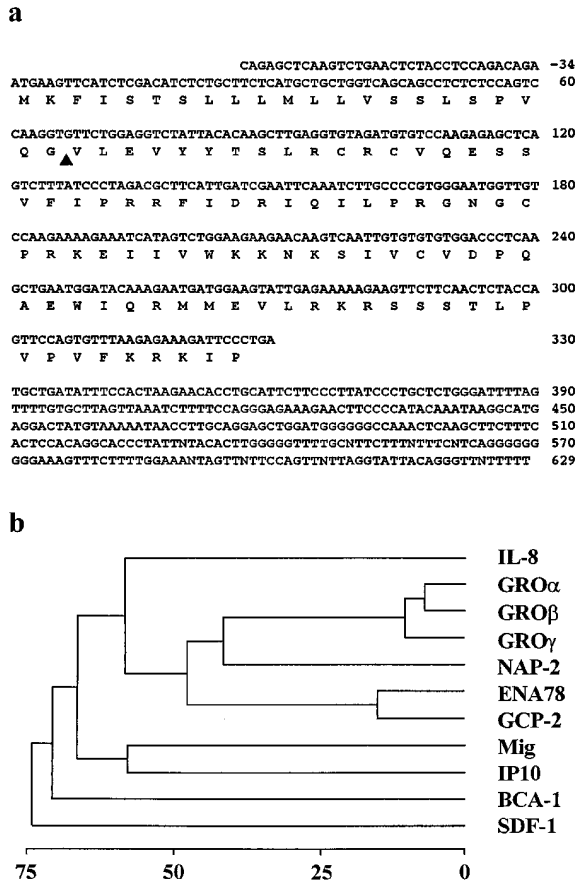 a
CAGAGCTCAAGTCTGAACTCTACCTCCAGACAGA -34
ATGAAGTTCATCTCGACATCTCTGCTTCTCATGCTGCTGGTCAGCAGCCTCTCTCCAGTC 60
M K F I S T S L L L M L L V S S L S P V
CAAGGTGTTCTGGAGGTCTATTACACAAGCTTGAGGTGTAGATGTGTCCAAGAGAGCTCA 120
Q G V L E V Y Y T S L R C R C V Q E S S
GTCTTTATCCCTAGACGCTTCATTGATCGAATTCAAATCTTGCCCCGTGGGAATGGTTGT 180
V F I P R R F I D R I Q I L P R G N G C
CCAAGAAAAGAAATCATAGTCTGGAAGAAGAACAAGTCAATTGTGTGTGTGGACCCTCAA 240
P R K E I I V W K K N K S I V C V D P Q
GCTGAATGGATACAAAGAATGATGGAAGTATTGAGAAAAAGAAGTTCTTCAACTCTACCA 300
A E W I Q R M M E V L R K R S S S T L P
GTTCCAGTGTTTAAGAGAAAGATTCCCTGA 330
V P V F K R K I P
TGCTGATATTTCCACTAAGAACACCTGCATTCTTCCCTTATCCCTGCTCTGGGATTTTAG 390
TTTTGTGCTTAGTTAAATCTTTTCCAGGGAGAAAGAACTTCCCCATACAAATAAGGCATG 450
AGGACTATGTAAAAATAACCTTGCAGGAGCTGGATGGGGGGCCAAACTCAAGCTTCTTTC 510
ACTCCACAGGCACCCTATTNTACACTTGGGGGTTTTGCNTTCTTTNTTTCNTCAGGGGGG 570
GGGAAAGTTTCTTTTGGAAANTAGTTNTTCCAGTTNTTAGGTATTACAGGGTTNTTTTT 629
b
IL-8
GROα
GROβ
GROγ
NAP-2
ENA78
GCP-2
Mig
IP10
BCA-1
SDF-1
75 50 25 0